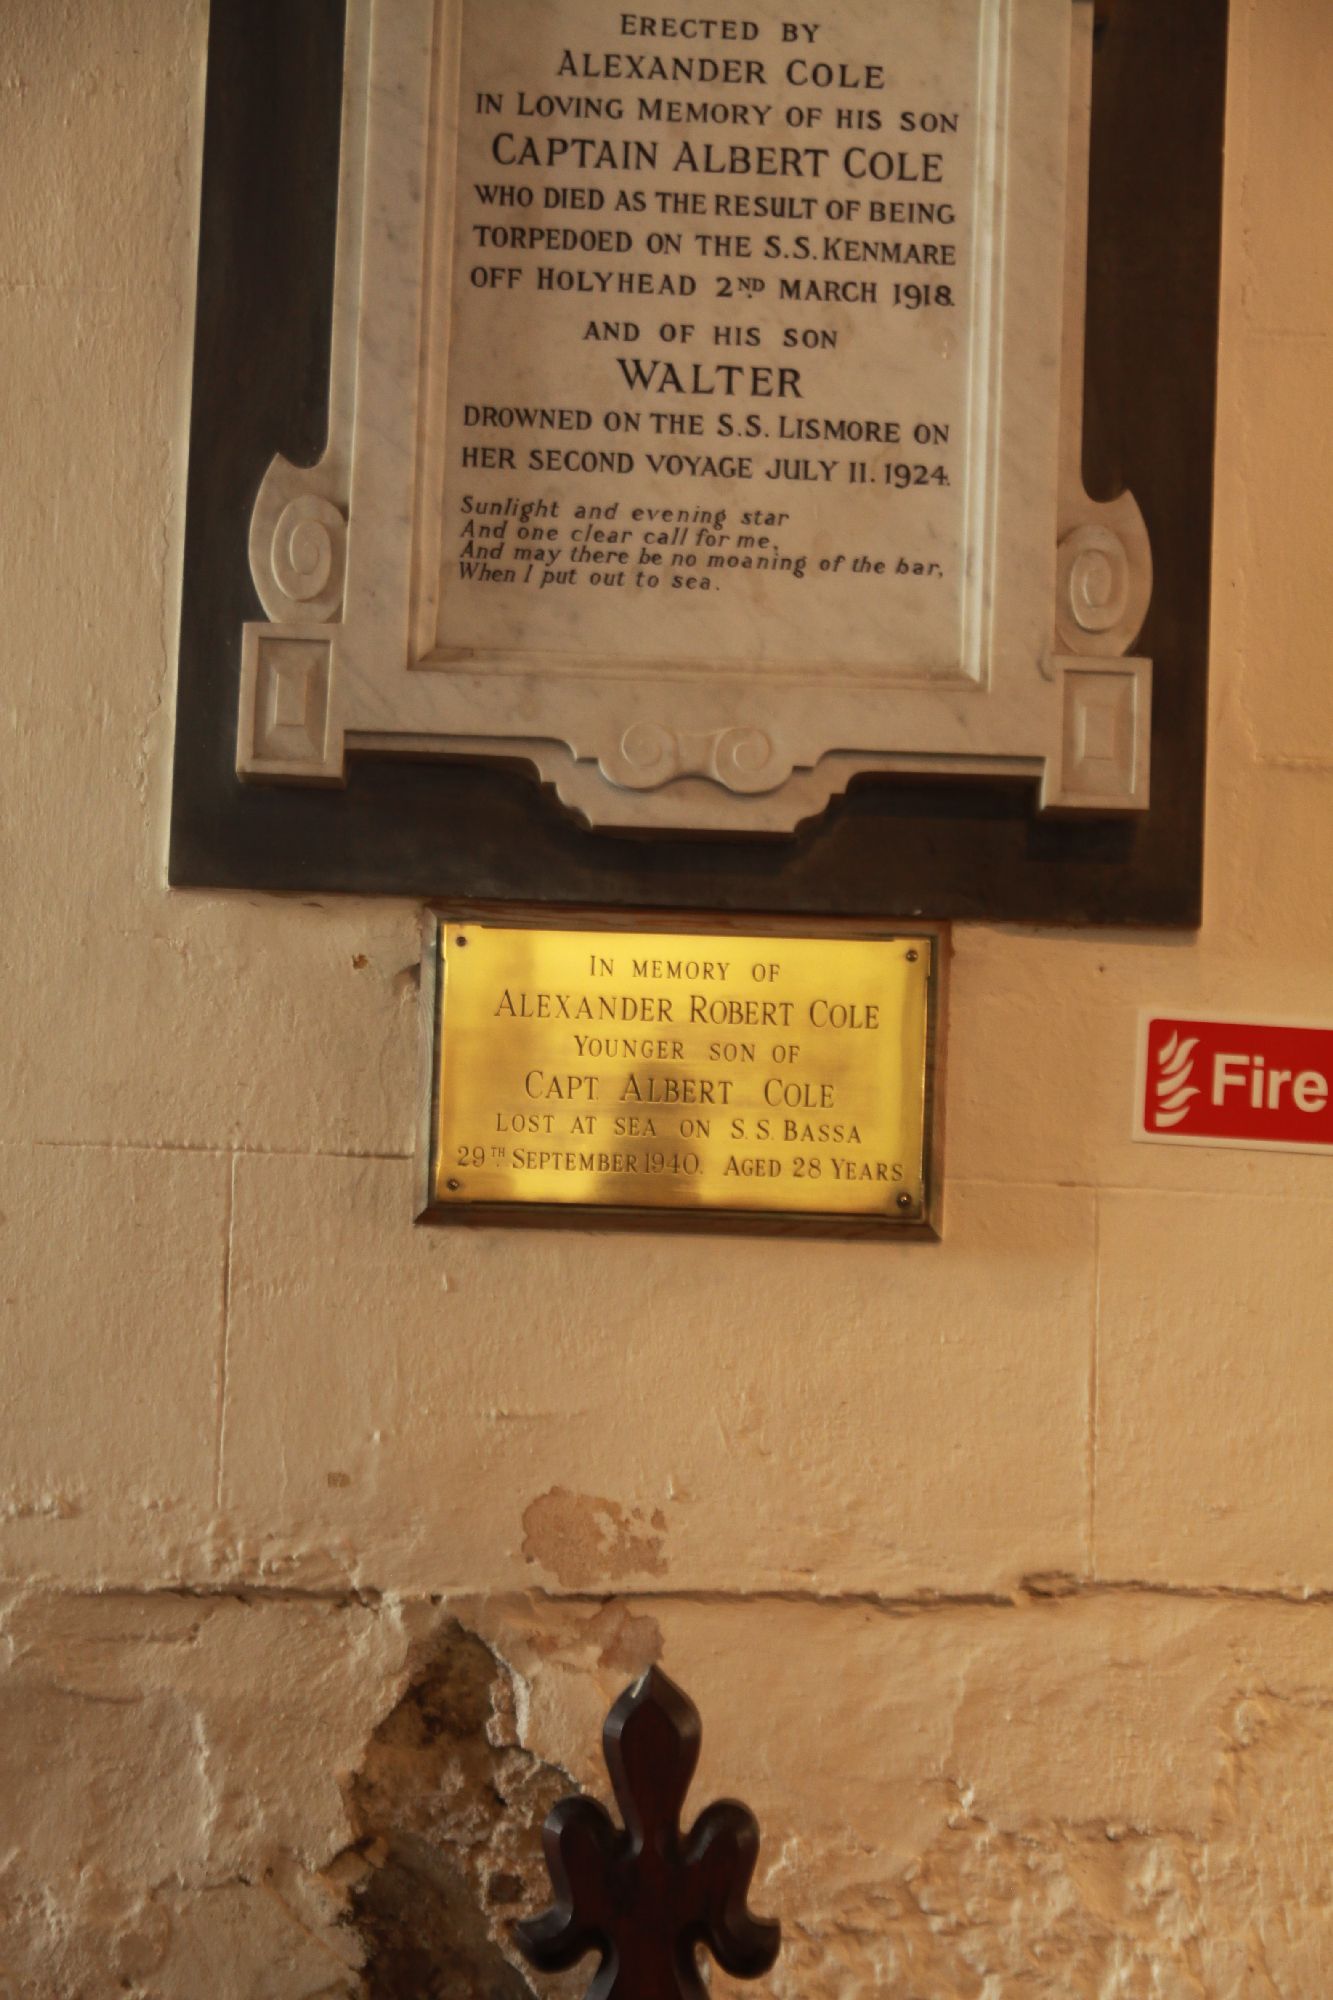 ERECTED BY
ALEXANDER COLE
IN LOVING MEMORY OF HIS SON
CAPTAIN ALBERT COLE
WHO DIED AS THE RESULT OF BEING
TORPEDOED ON THE S.S. KENMARE
OFF HOLYHEAD 2ND MARCH 1918.
AND OF HIS SON
WALTER
DROWNED ON THE S.S. LISMORE ON
HER SECOND VOYAGE JULY 11. 1924.
Sunlight and evening star
And one clear call for me,
And may there be no moaning of the bar,
When I put out to sea.
IN MEMORY OF
ALEXANDER ROBERT COLE
YOUNGER SON OF
CAPT. ALBERT COLE
LOST AT SEA ON S.S. BASSA
29TH SEPTEMBER 1940. AGED 28 YEARS
Fire